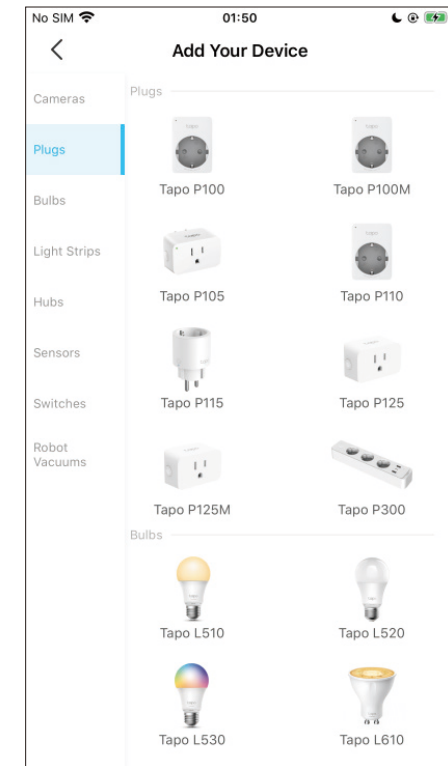 No SIM 01:50
Add Your Device
Cameras
Plugs
Bulbs
Light Strips
Hubs
Sensors
Switches
Robot
Vacuums
Plugs
Tapo P100 Tapo P100M
Tapo P105 Tapo P110
Tapo P115 Tapo P125
Tapo P125M Tapo P300
Bulbs
Tapo L510 Tapo L520
Tapo L530 Tapo L610